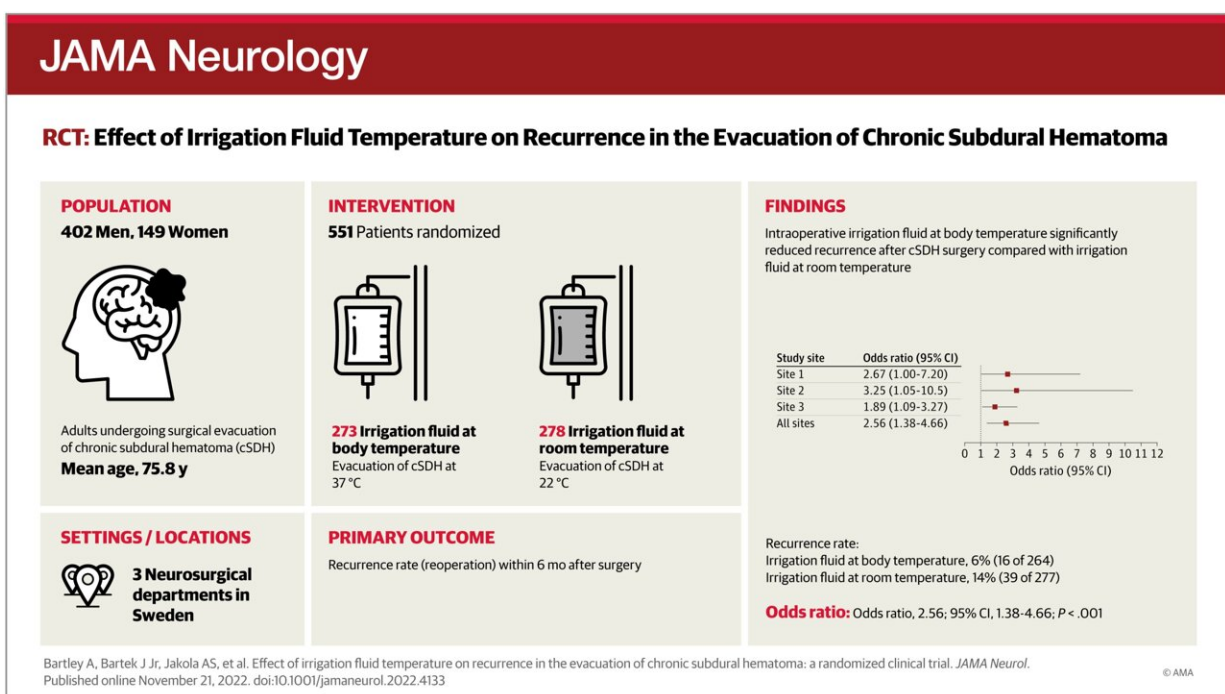 JAMA Neurology
RCT: Effect of Irrigation Fluid Temperature on Recurrence in the Evacuation of Chronic Subdural Hematoma
POPULATION
402 Men, 149 Women
Adults undergoing surgical evacuation
of chronic subdural hematoma (cSDH)
Mean age, 75.8 y
SETTINGS / LOCATIONS
3 Neurosurgical
departments in
Sweden
INTERVENTION
551 Patients randomized
273 Irrigation fluid at
body temperature
Evacuation of cSDH at
37 °C
278 Irrigation fluid at
room temperature
Evacuation of cSDH at
22 °C
PRIMARY OUTCOME
Recurrence rate (reoperation) within 6 mo after surgery
FINDINGS
Intraoperative irrigation fluid at body temperature significantly
reduced recurrence after cSDH surgery compared with irrigation
fluid at room temperature
Study site Odds ratio (95% CI)
Site 1 2.67 (1.00-7.20)
Site 2 3.25 (1.05-10.5)
Site 3 1.89 (1.09-3.27)
All sites 2.56 (1.38-4.66)
0 1 2 3 4 5 6 7 8 9 10 11 12
Odds ratio (95% CI)
Recurrence rate:
Irrigation fluid at body temperature, 6% (16 of 264)
Irrigation fluid at room temperature, 14% (39 of 277)
Odds ratio: Odds ratio, 2.56; 95% CI, 1.38-4.66; P < .001
Bartley A, Bartek J Jr, Jakola AS, et al. Effect of irrigation fluid temperature on recurrence in the evacuation of chronic subdural hematoma: a randomized clinical trial. JAMA Neurol.
Published online November 21, 2022. doi:10.1001/jamaneurol.2022.4133
© AMA